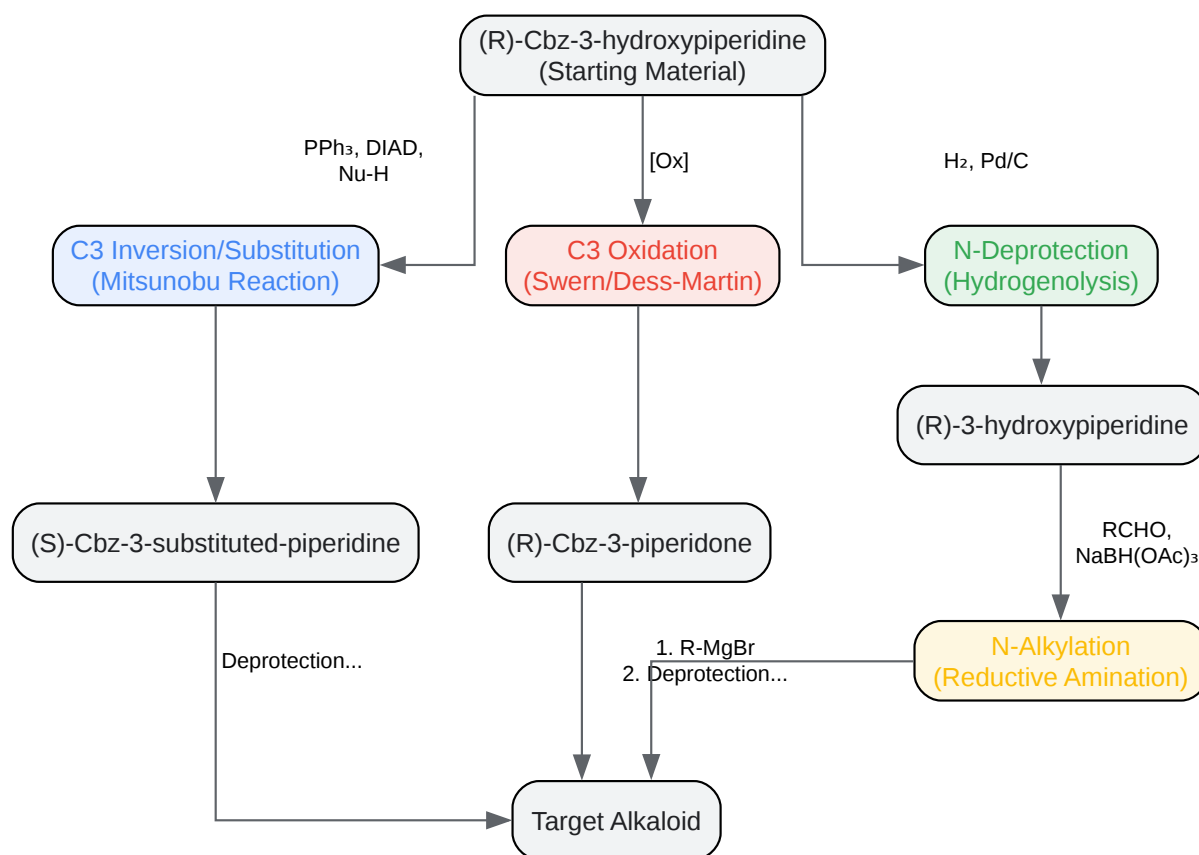 (R)-Cbz-3-hydroxypiperidine
(Starting Material)
PPh₃, DIAD,
Nu-H
[Ox]
H₂, Pd/C
C3 Inversion/Substitution
(Mitsunobu Reaction)
C3 Oxidation
(Swern/Dess-Martin)
N-Deprotection
(Hydrogenolysis)
(R)-3-hydroxypiperidine
(S)-Cbz-3-substituted-piperidine
(R)-Cbz-3-piperidone
RCHO,
NaBH(OAc)₃
Deprotection...
1. R-MgBr
2. Deprotection...
N-Alkylation
(Reductive Amination)
Target Alkaloid